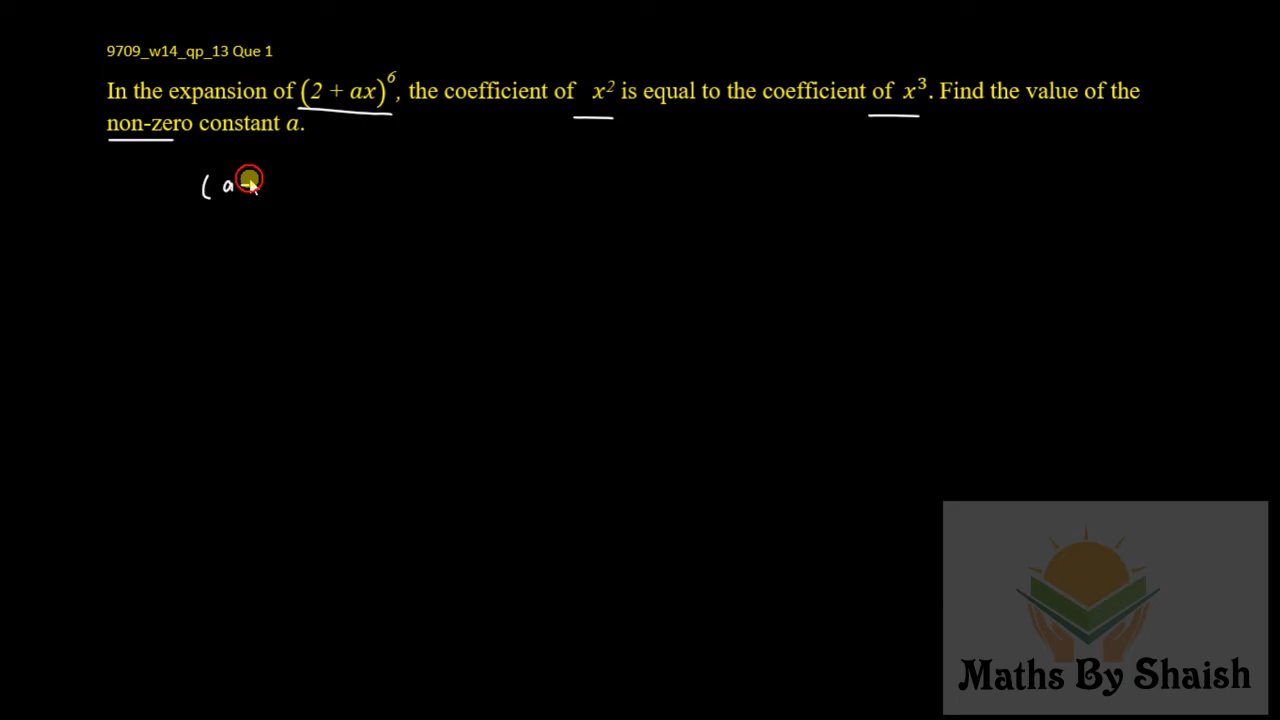 9709_w14_qp_13 Que 1
In the expansion of (2 + ax)⁶, the coefficient of x² is equal to the coefficient of x³. Find the value of the
non-zero constant a.
( a
Maths By Shaish